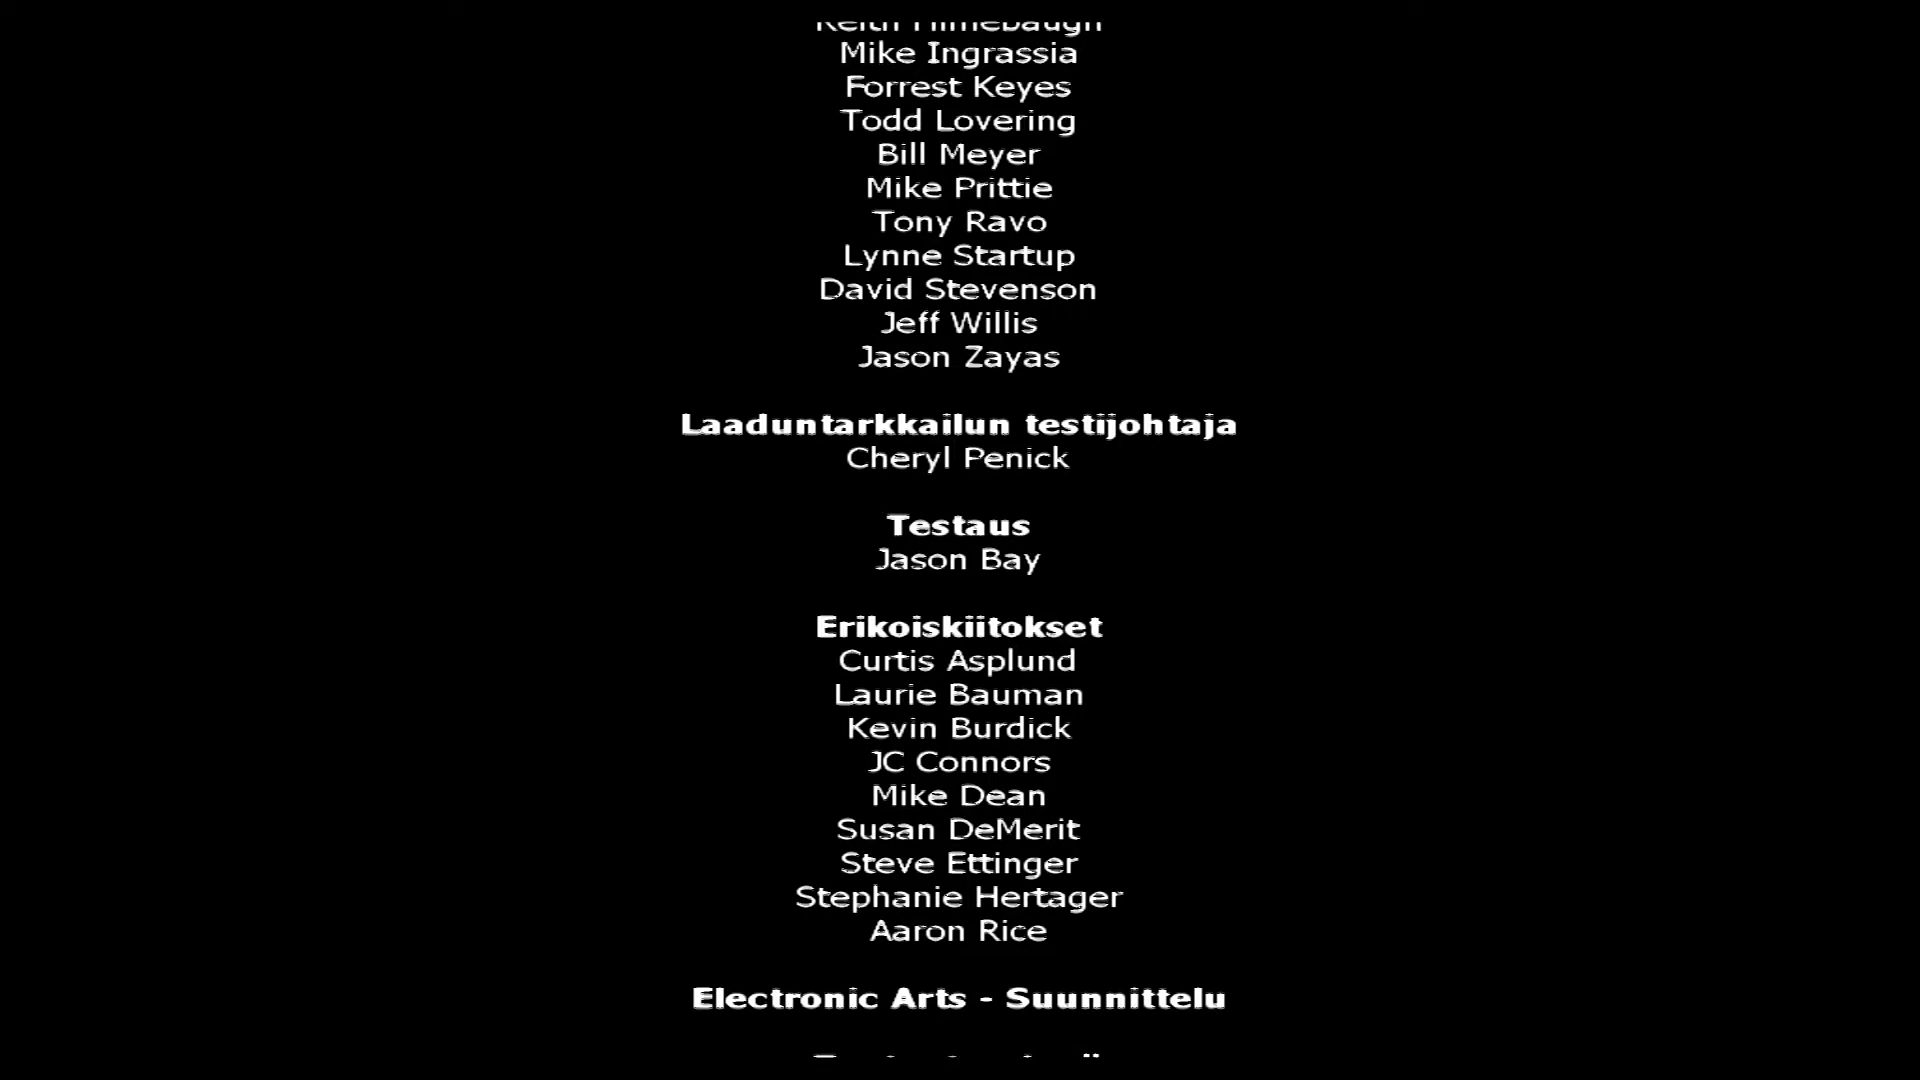 Mike Ingrassia
Forrest Keyes
Todd Lovering
Bill Meyer
Mike Prittie
Tony Ravo
Lynne Startup
David Stevenson
Jeff Willis
Jason Zayas
Laaduntarkkailun testijohtaja
Cheryl Penick
Testaus
Jason Bay
Erikoiskiitokset
Curtis Asplund
Laurie Bauman
Kevin Burdick
JC Connors
Mike Dean
Susan DeMerit
Steve Ettinger
Stephanie Hertager
Aaron Rice
Electronic Arts - Suunnittelu